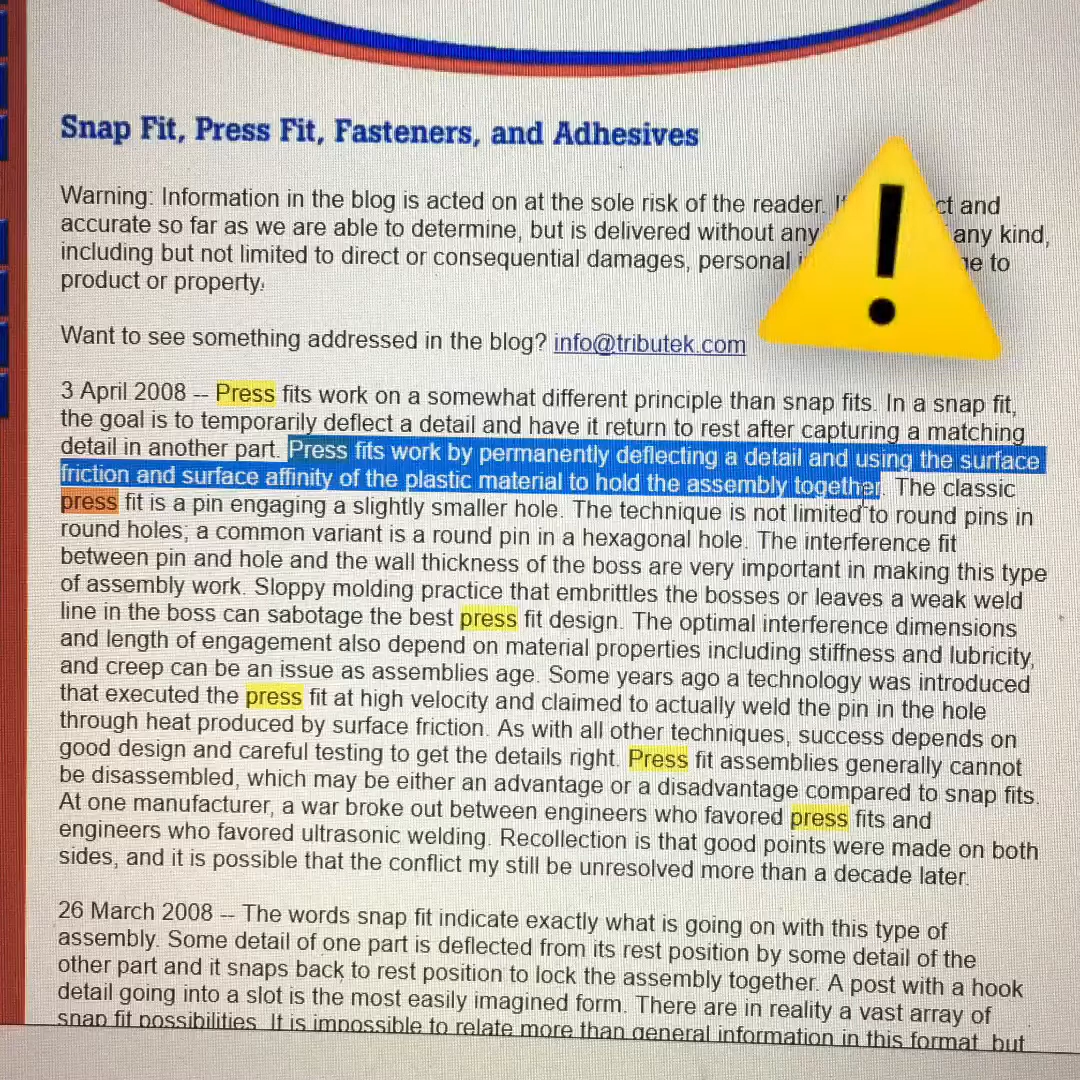 Snap Fit, Press Fit, Fasteners, and Adhesives
Warning: Information in the blog is acted on at the sole risk of the reader. ct and
accurate so far as we are able to determine, but is delivered without any any kind,
including but not limited to direct or consequential damages, personal to
product or property.
Want to see something addressed in the blog? info@tributek.com
3 April 2008 -- Press fits work on a somewhat different principle than snap fits. In a snap fit,
the goal is to temporarily deflect a detail and have it return to rest after capturing a matching
detail in another part. Press fits work by permanently deflecting a detail and using the surface
friction and surface affinity of the plastic material to hold the assembly together. The classic
press fit is a pin engaging a slightly smaller hole. The technique is not limited to round pins in
round holes; a common variant is a round pin in a hexagonal hole. The interference fit
between pin and hole and the wall thickness of the boss are very important in making this type
of assembly work. Sloppy molding practice that embrittles the bosses or leaves a weak weld
line in the boss can sabotage the best press fit design. The optimal interference dimensions
and length of engagement also depend on material properties including stiffness and lubricity,
and creep can be an issue as assemblies age. Some years ago a technology was introduced
that executed the press fit at high velocity and claimed to actually weld the pin in the hole
through heat produced by surface friction. As with all other techniques, success depends on
good design and careful testing to get the details right. Press fit assemblies generally cannot
be disassembled, which may be either an advantage or a disadvantage compared to snap fits.
At one manufacturer, a war broke out between engineers who favored press fits and
engineers who favored ultrasonic welding. Recollection is that good points were made on both
sides, and it is possible that the conflict my still be unresolved more than a decade later.
26 March 2008 -- The words snap fit indicate exactly what is going on with this type of
assembly. Some detail of one part is deflected from its rest position by some detail of the
other part and it snaps back to rest position to lock the assembly together. A post with a hook
detail going into a slot is the most easily imagined form. There are in reality a vast array of
snap fit possibilities. It is impossible to relate more than general information in this format, but